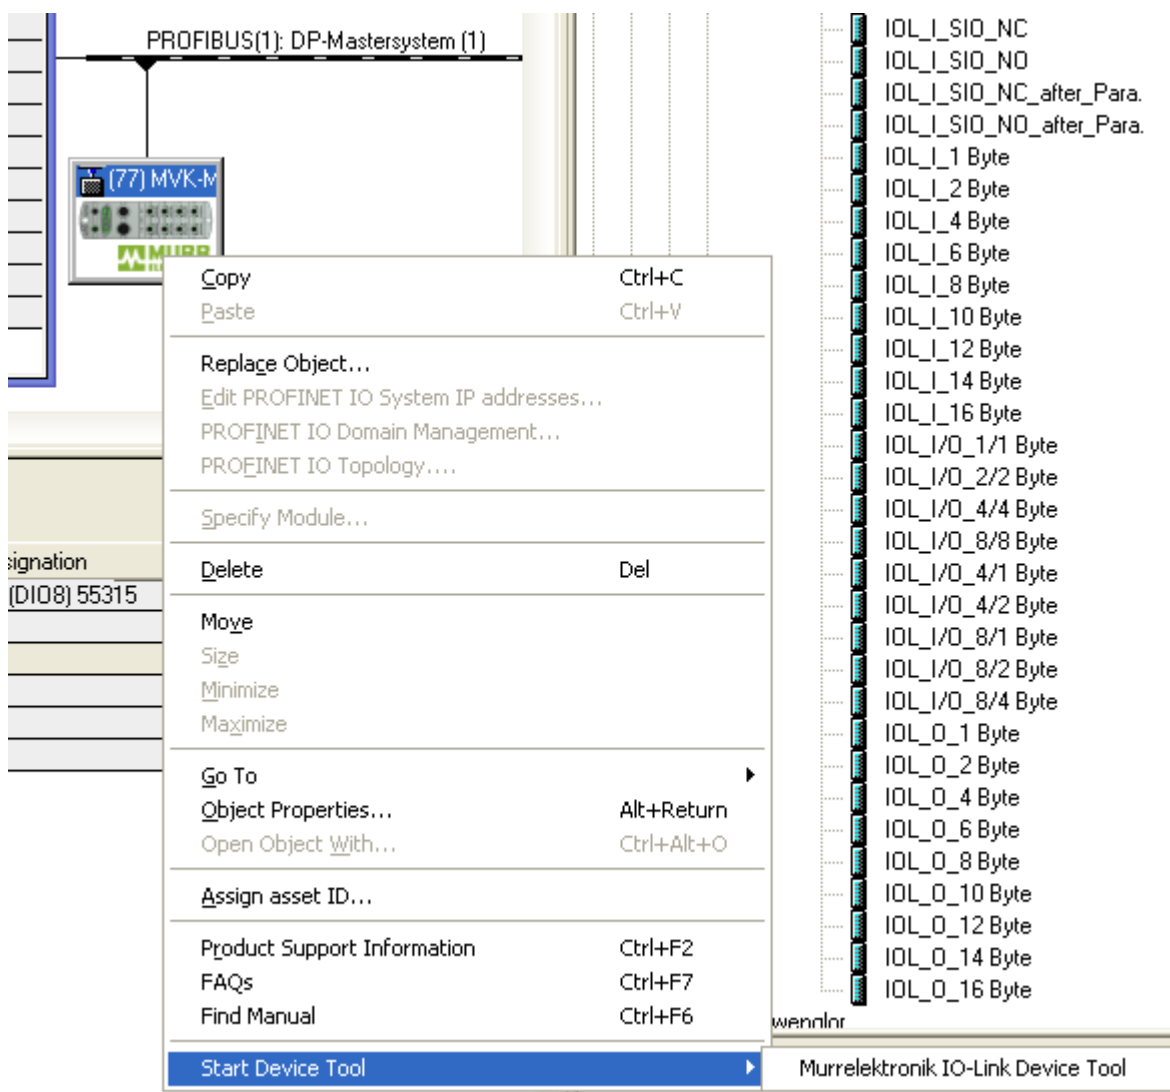 PROFIBUS(1): DP-Mastersystem (1)
(77) MVK-M
MURR
Copy Ctrl+C
Paste Ctrl+V
Replace Object...
Edit PROFINET IO System IP addresses...
PROFINET IO Domain Management...
PROFINET IO Topology....
Specify Module...
Delete Del
Move
Size
Minimize
Maximize
Go To
Object Properties... Alt+Return
Open Object With... Ctrl+Alt+O
Assign asset ID...
Product Support Information Ctrl+F2
FAQs Ctrl+F7
Find Manual Ctrl+F6
Start Device Tool
Murrelektronik IO-Link Device Tool
signation
(DIO8) 55315
IOL_I_SIO_NC
IOL_I_SIO_NO
IOL_I_SIO_NC_after_Para.
IOL_I_SIO_NO_after_Para.
IOL_I_1 Byte
IOL_I_2 Byte
IOL_I_4 Byte
IOL_I_6 Byte
IOL_I_8 Byte
IOL_I_10 Byte
IOL_I_12 Byte
IOL_I_14 Byte
IOL_I_16 Byte
IOL_I/O_1/1 Byte
IOL_I/O_2/2 Byte
IOL_I/O_4/4 Byte
IOL_I/O_8/8 Byte
IOL_I/O_4/1 Byte
IOL_I/O_4/2 Byte
IOL_I/O_8/1 Byte
IOL_I/O_8/2 Byte
IOL_I/O_8/4 Byte
IOL_O_1 Byte
IOL_O_2 Byte
IOL_O_4 Byte
IOL_O_6 Byte
IOL_O_8 Byte
IOL_O_10 Byte
IOL_O_12 Byte
IOL_O_14 Byte
IOL_O_16 Byte
wenglor